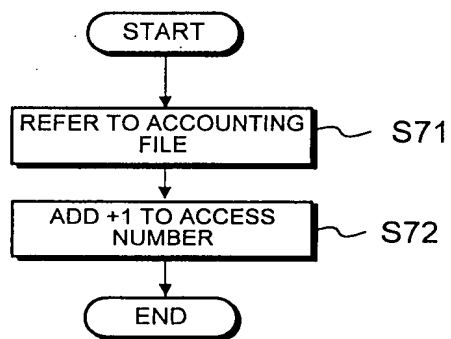 START
REFER TO ACCOUNTING
FILE
S71
ADD +1 TO ACCESS
NUMBER
S72
END